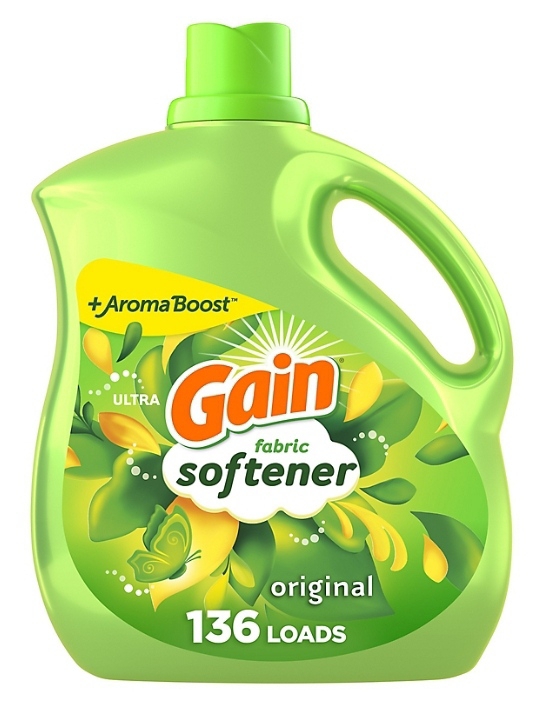 +AromaBoost™
ULTRA
Gain®
fabric
softener
original
136 LOADS